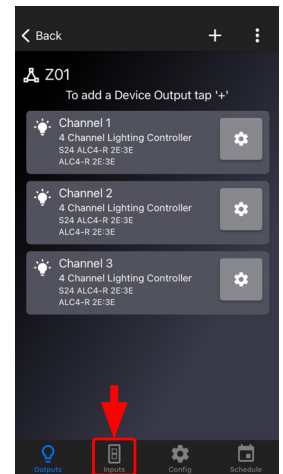 Back
Z01
To add a Device Output tap '+'
Channel 1
4 Channel Lighting Controller
S24 ALC4-R 2E:3E
ALC4-R 2E:3E
Channel 2
4 Channel Lighting Controller
S24 ALC4-R 2E:3E
ALC4-R 2E:3E
Channel 3
4 Channel Lighting Controller
S24 ALC4-R 2E:3E
ALC4-R 2E:3E
Outputs Inputs Config Schedule